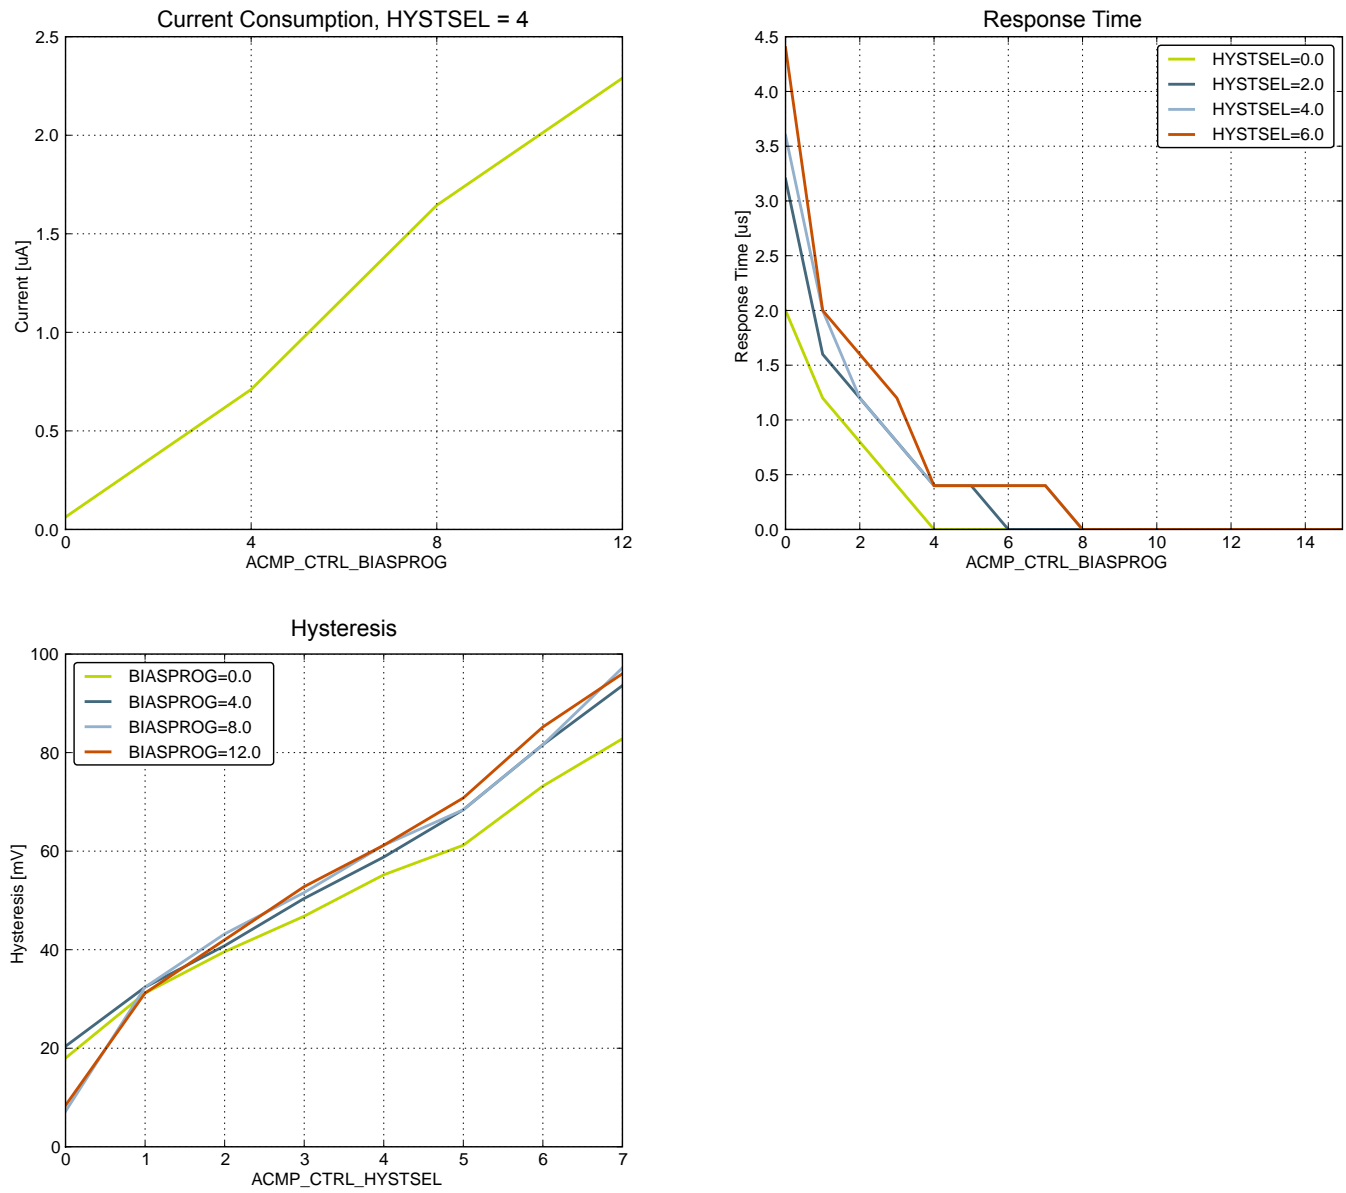 Current Consumption, HYSTSEL = 4
2.5
2.0
1.5
1.0
0.5
0.0
Current [uA]
0 4 8 12
ACMP_CTRL_BIASPROG
Response Time
4.5
4.0
3.5
3.0
2.5
2.0
1.5
1.0
0.5
0.0
Response Time [us]
HYSTSEL=0.0
HYSTSEL=2.0
HYSTSEL=4.0
HYSTSEL=6.0
0 2 4 6 8 10 12 14
ACMP_CTRL_BIASPROG
Hysteresis
100
80
60
40
20
0
Hysteresis [mV]
BIASPROG=0.0
BIASPROG=4.0
BIASPROG=8.0
BIASPROG=12.0
0 1 2 3 4 5 6 7
ACMP_CTRL_HYSTSEL